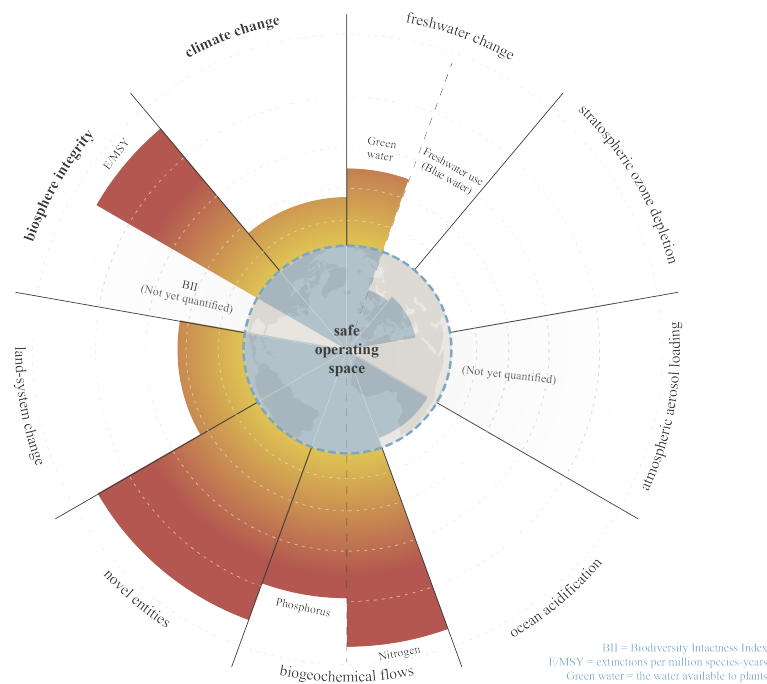 climate change
freshwater change
stratospheric ozone depletion
biosphere integrity
E/MSY
Green
water
Freshwater use
(Blue water)
BII
(Not yet quantified)
safe
operating
space
(Not yet quantified)
land-system change
atmospheric aerosol loading
novel entities
Phosphorus
Nitrogen
biogeochemical flows
ocean acidification
BII = Biodiversity Intactness Index
E/MSY = extinctions per million species-years
Green water = the water available to plants